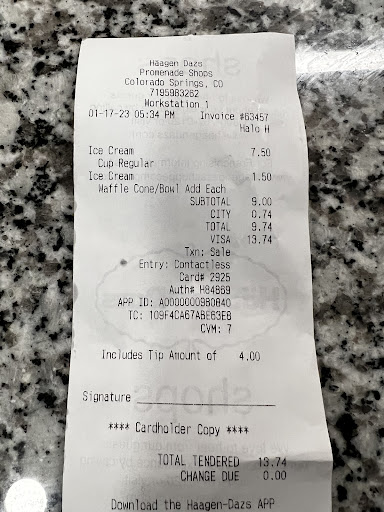 Haagen Dazs
Promenade Shops
Colorado Springs, CO
7195983262
Workstation 1
01-17-23 05:34 PM Invoice #63457
Halo H
Ice Cream 7.50
Cup Regular
Ice Cream 1.50
Waffle Cone/Bowl Add Each
SUBTOTAL 9.00
CITY 0.74
TOTAL 9.74
VISA 13.74
Txn: Sale
Entry: Contactless
Card# 2925
Auth# H84869
APP ID: A0000000980840
TC: 109F4CA67ABE63E8
CVM: 7
Includes Tip Amount of 4.00
Signature
**** Cardholder Copy ****
TOTAL TENDERED 13.74
CHANGE DUE 0.00
Download the Haagen-Dazs APP